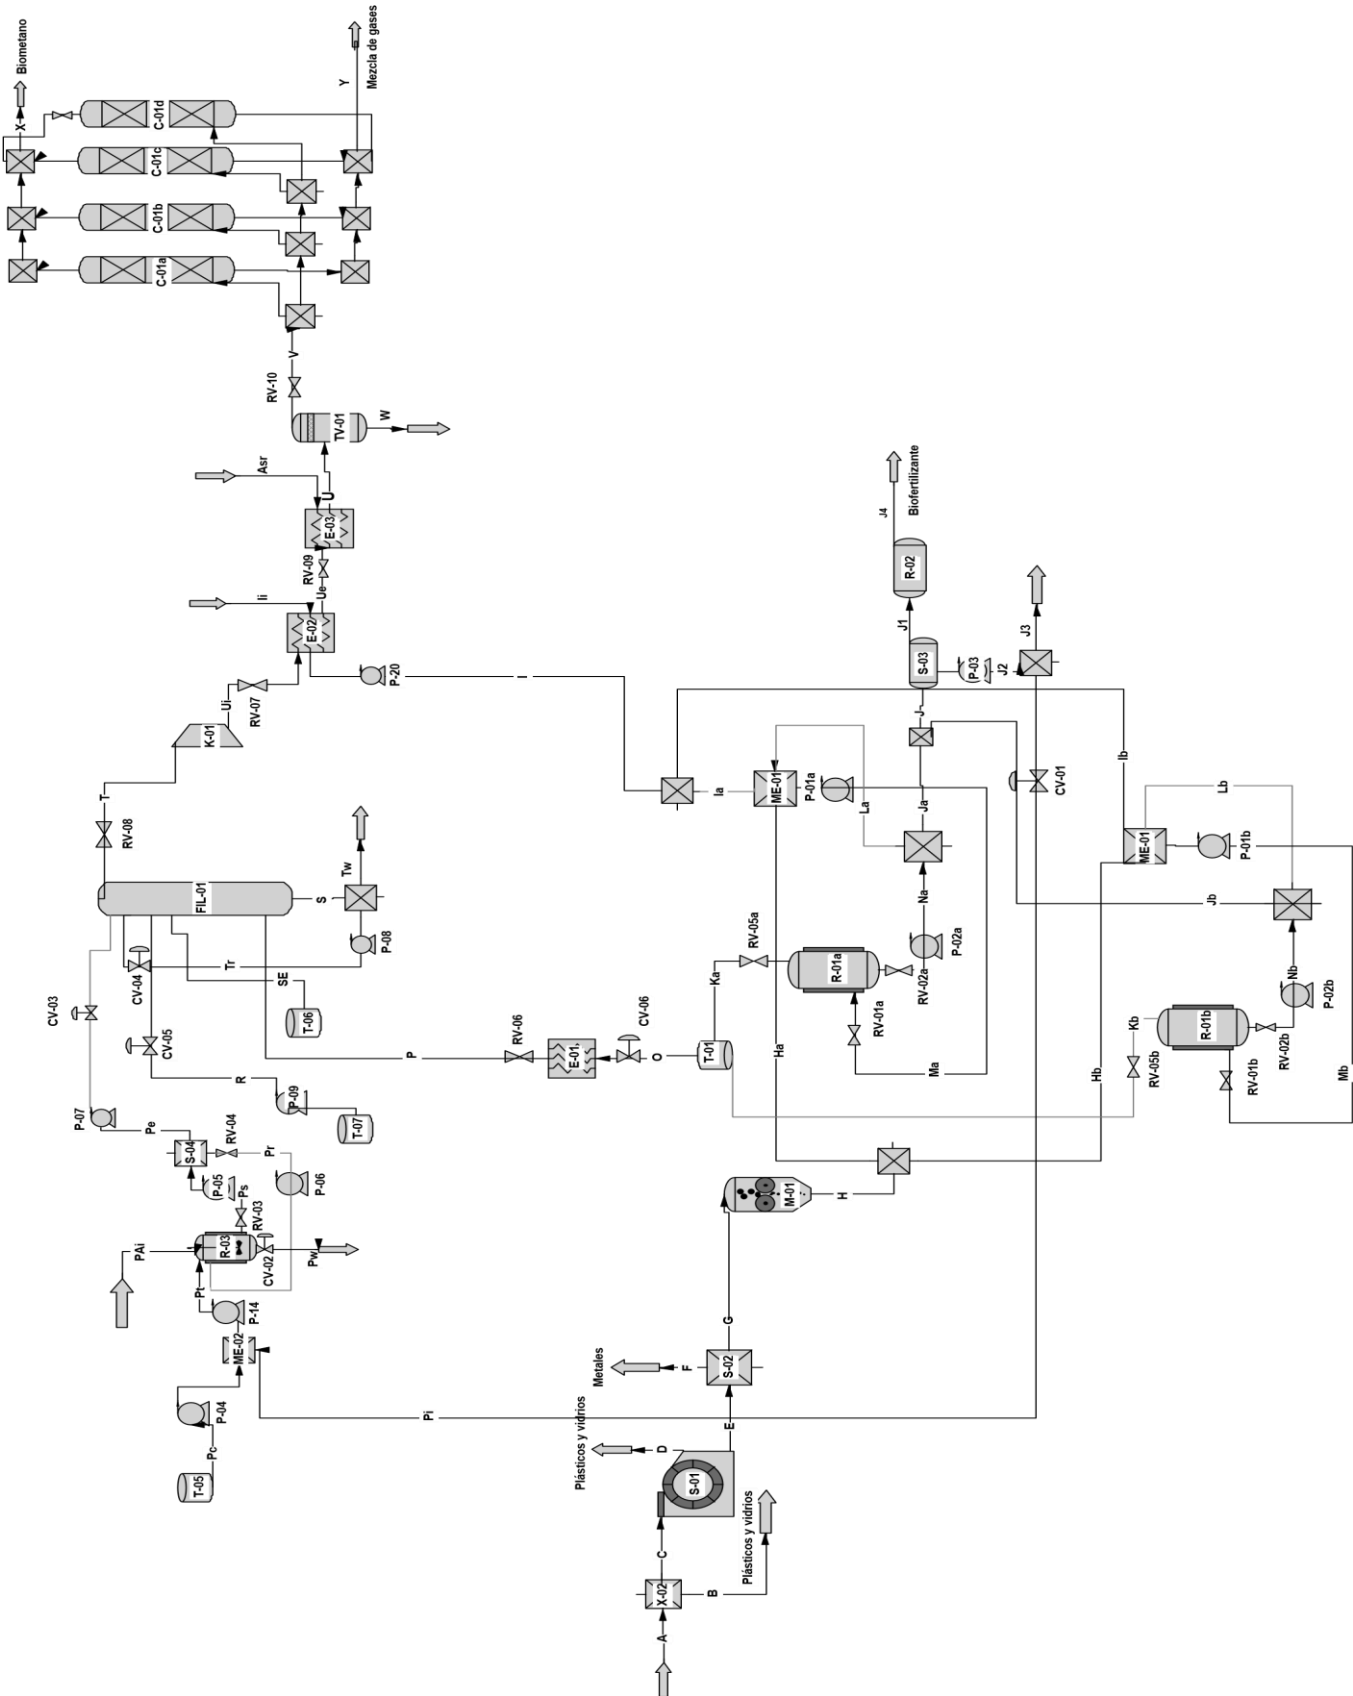 Biometano
X
Y
Mezcla de gases
C-01d
C-01c
C-01b
C-01a
V
RV-10
TV-01
W
Asr
U
E-03
RV-09
Ue
Ii
E-02
P-20
I
RV-07
Ui
K-01
T
RV-08
FIL-01
S
Tw
P-08
Tr
CV-04
SE
T-06
CV-03
CV-05
R
P-09
T-07
P-07
Pe
S-04
RV-04
Pr
P-05
P-06
Ps
RV-03
R-03
CV-02
Pw
PAi
Pt
P-14
ME-02
P-04
Pc
T-05
Pi
P
RV-06
E-01
CV-06
O
T-01
Ka
RV-05a
R-01a
RV-01a
RV-02a
P-02a
Na
Ma
Ha
La
Ja
Ia
ME-01
P-01a
J
S-03
P-03
J1
J2
J3
R-02
J4
Biofertilizante
CV-01
Ib
Lb
ME-01
P-01b
Jb
Hb
Nb
P-02b
Kb
R-01b
RV-05b
RV-01b
RV-02b
Mb
M-01
H
G
Metales
F
S-02
E
Plásticos y vidrios
D
S-01
C
Plásticos y vidrios
B
X-02
A